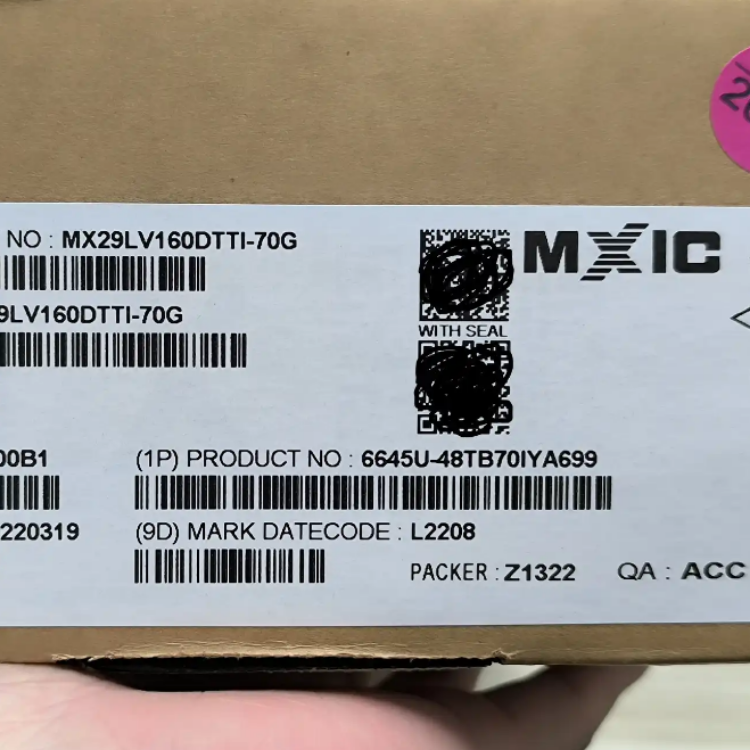 NO : MX29LV160DTTI-70G
MXIC
9LV160DTTI-70G
WITH SEAL
00B1
(1P) PRODUCT NO : 6645U-48TB70IYA699
220319
(9D) MARK DATECODE : L2208
PACKER : Z1322
QA : ACC